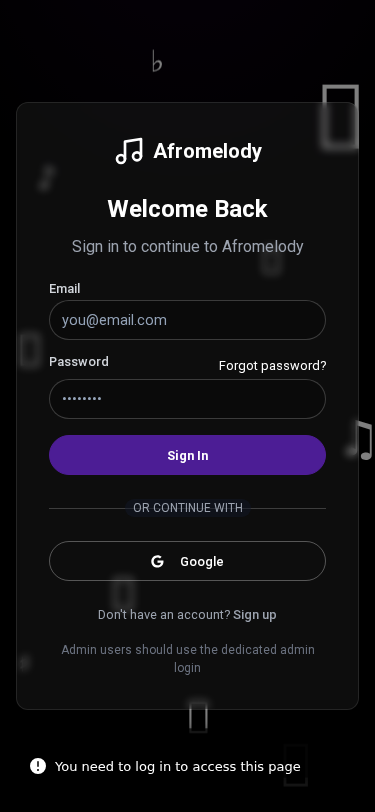 Afromelody
Welcome Back
Sign in to continue to Afromelody
Email
you@email.com
Password
Forgot password?
••••••••
Sign In
OR CONTINUE WITH
G Google
Don't have an account? Sign up
Admin users should use the dedicated admin
login
You need to log in to access this page